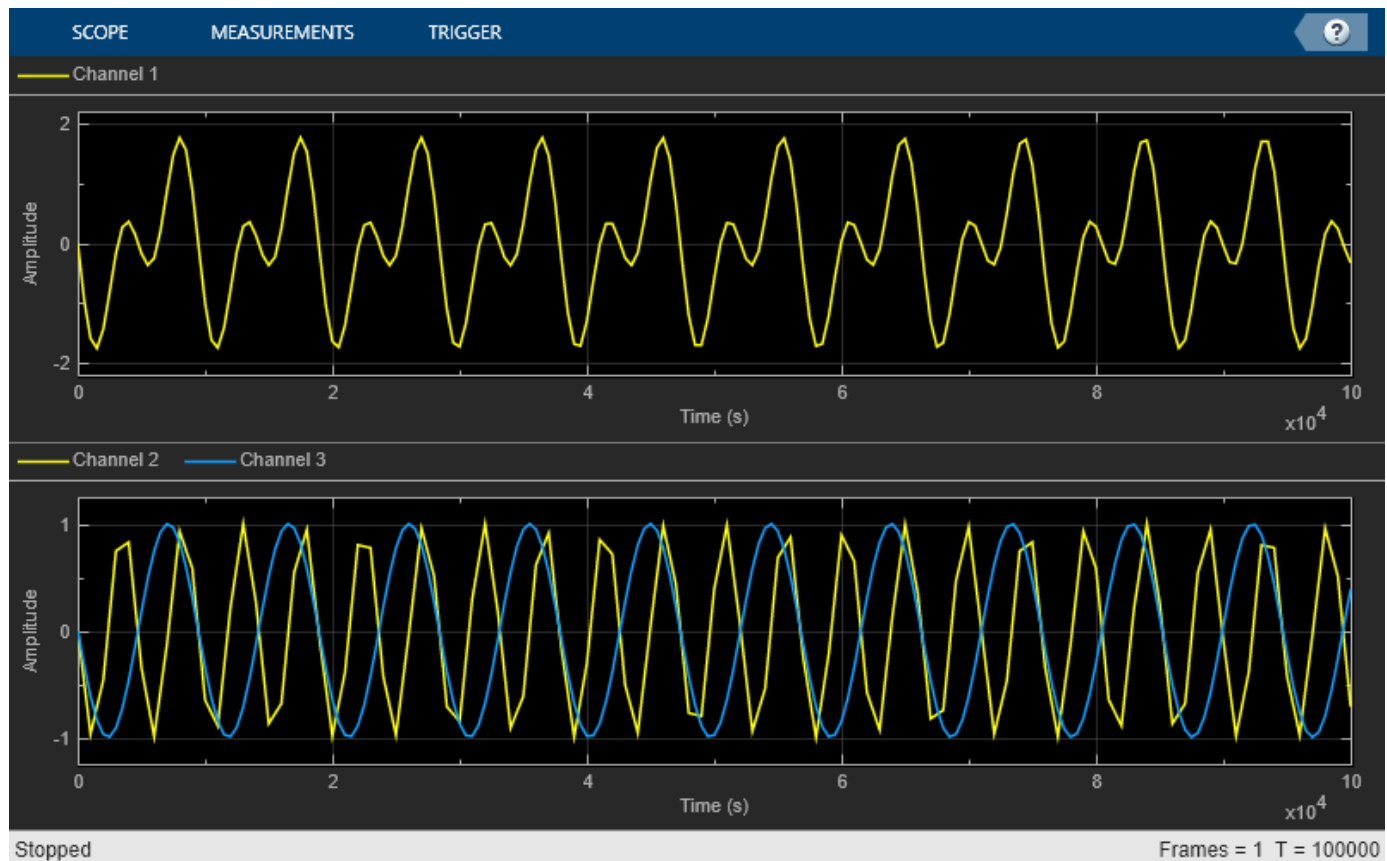 SCOPE MEASUREMENTS TRIGGER ?
Channel 1
2
0
-2
Amplitude
0 2 4 6 8 10
Time (s)
x10^4
Channel 2 Channel 3
1
0
-1
Amplitude
0 2 4 6 8 10
Time (s)
x10^4
Stopped Frames = 1 T = 100000